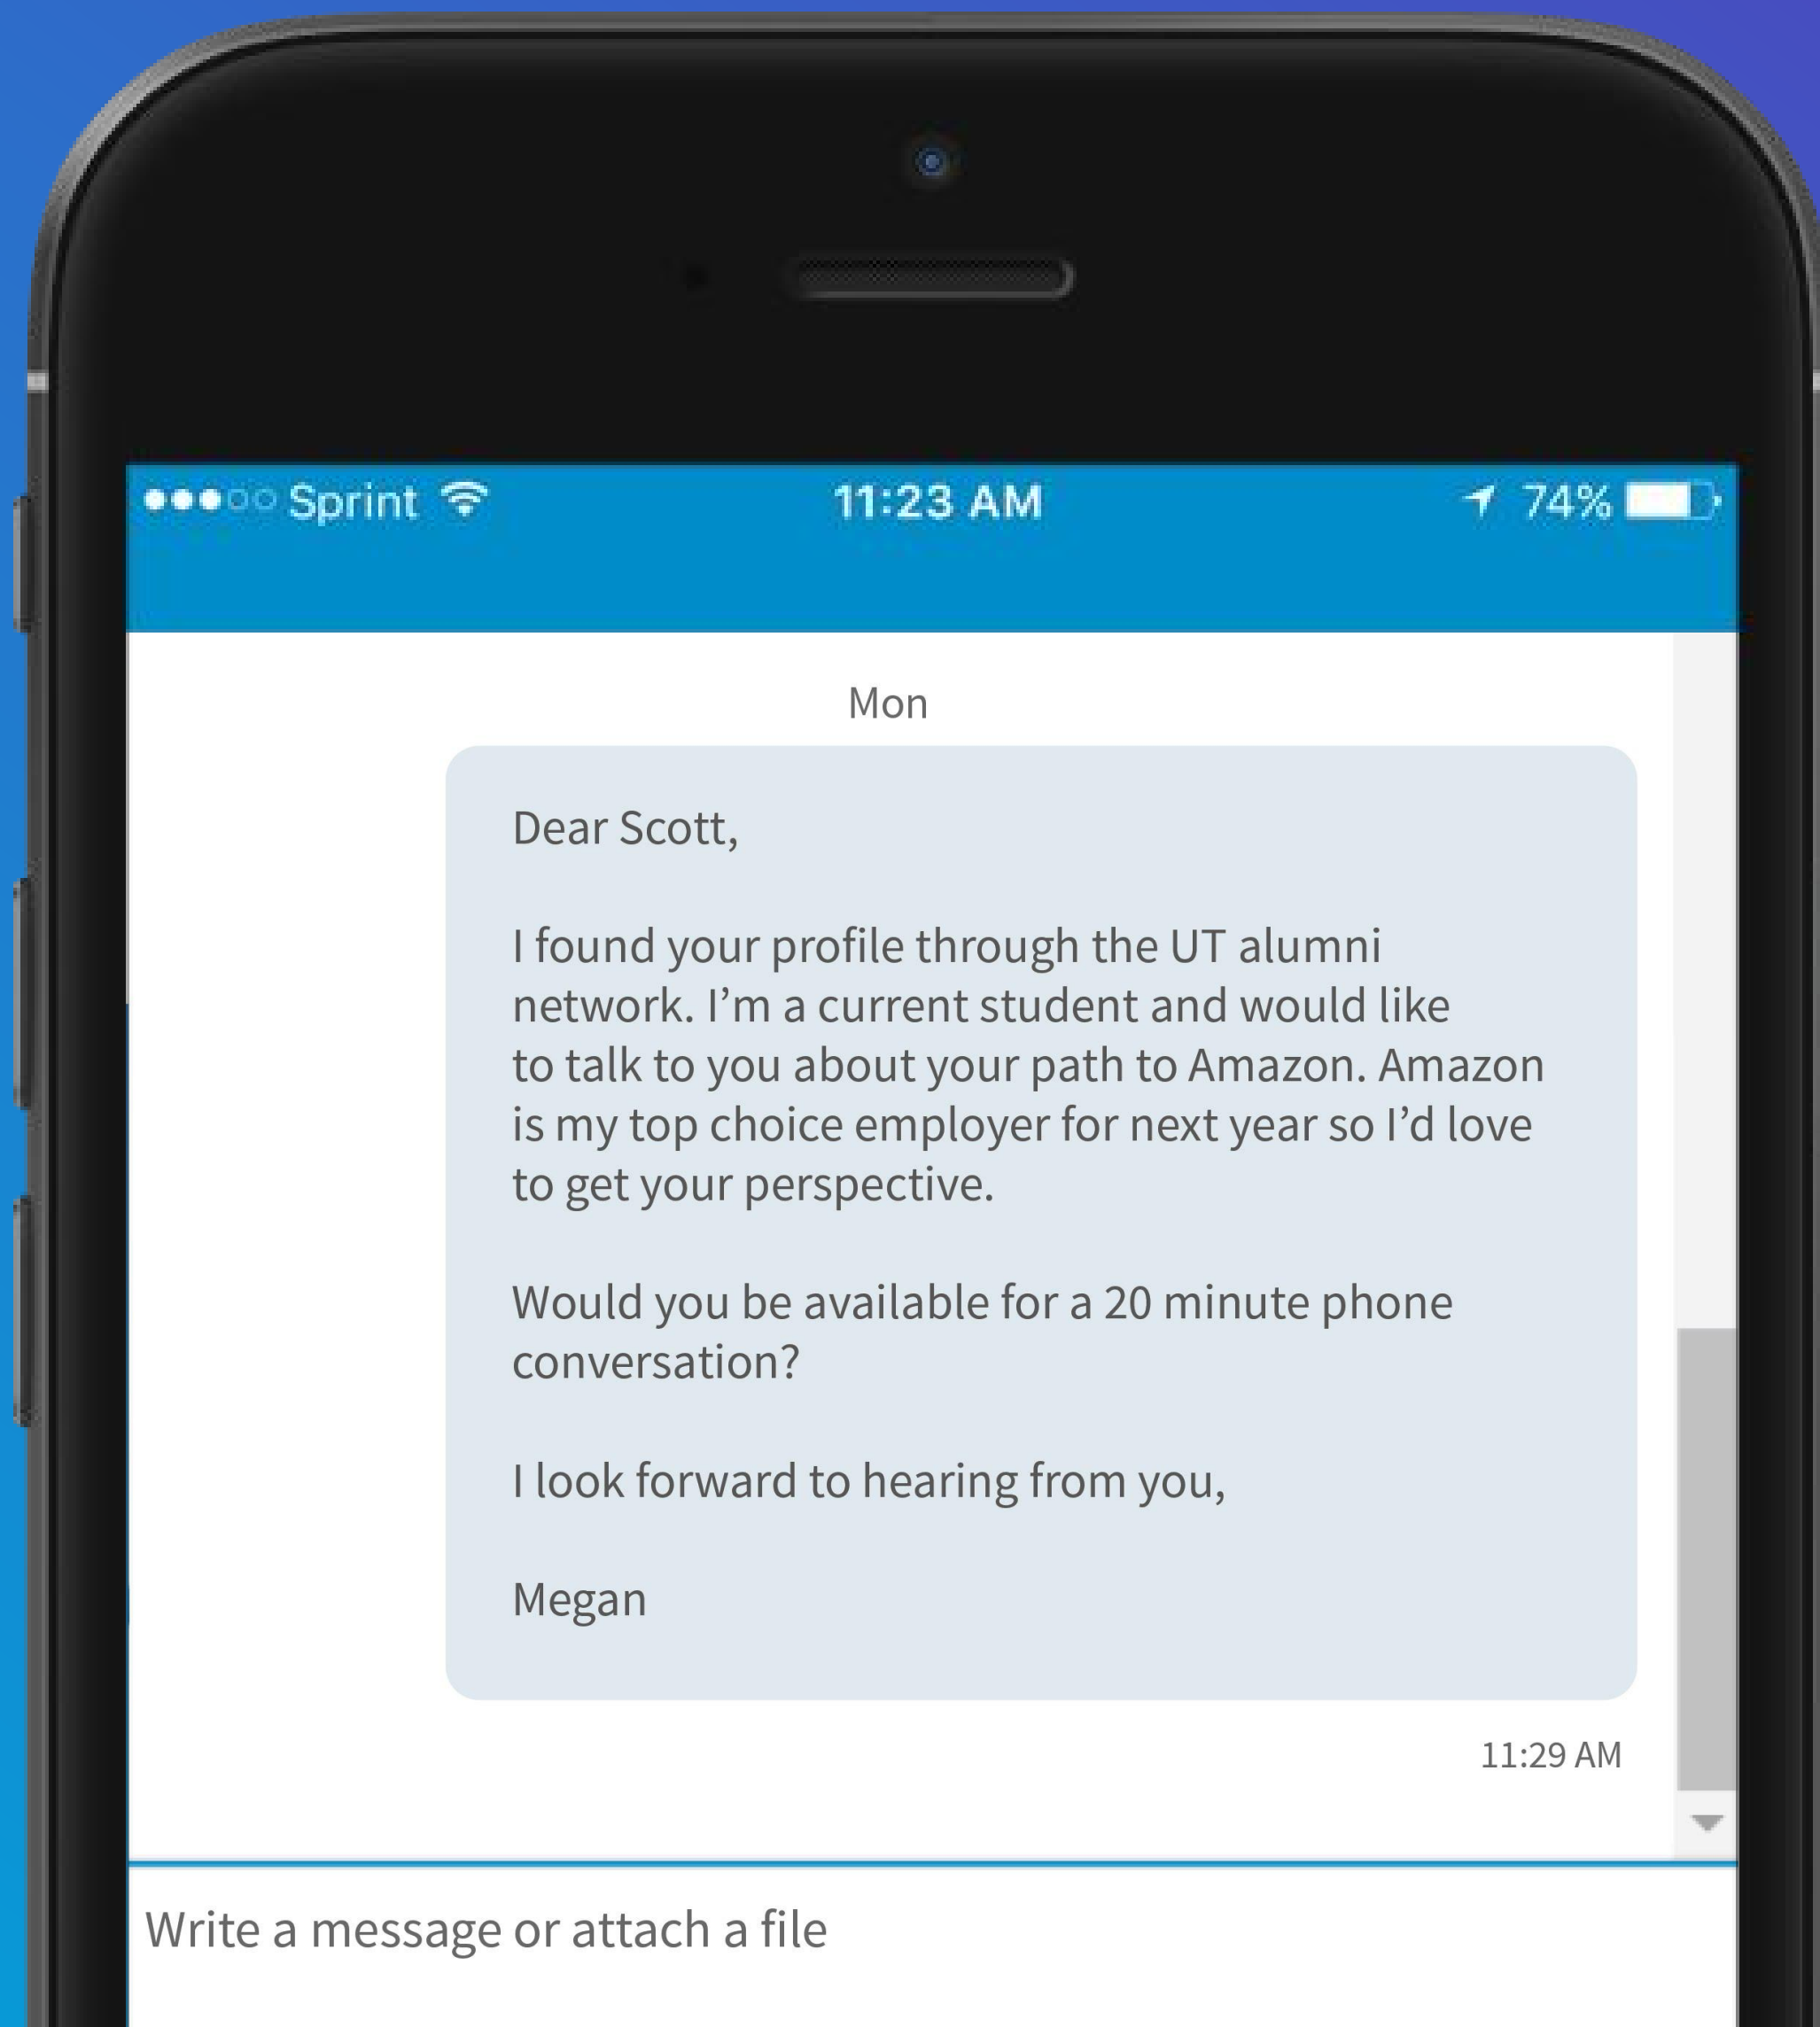 Sprint 11:23 AM 74%
Mon
Dear Scott,
I found your profile through the UT alumni
network. I’m a current student and would like
to talk to you about your path to Amazon. Amazon
is my top choice employer for next year so I’d love
to get your perspective.
Would you be available for a 20 minute phone
conversation?
I look forward to hearing from you,
Megan
11:29 AM
Write a message or attach a file